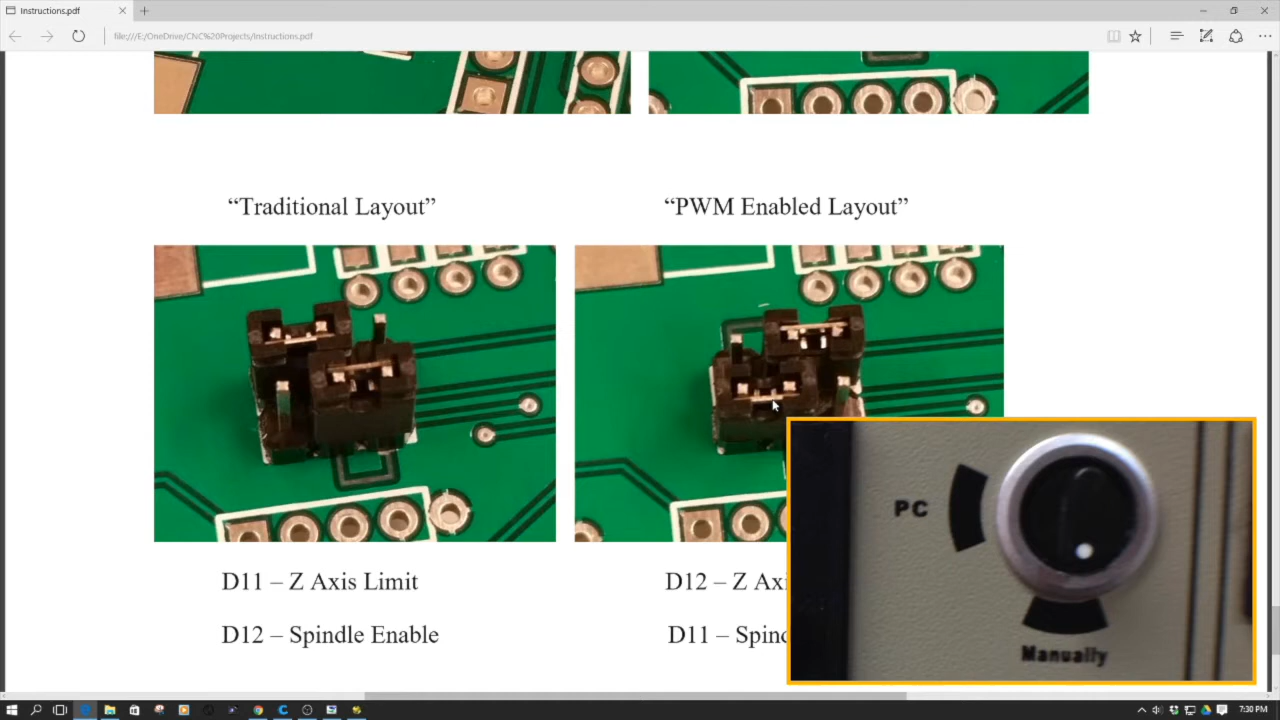 Instructions.pdf
file:///E:/OneDrive/CNC%20Projects/Instructions.pdf
“Traditional Layout”
“PWM Enabled Layout”
D11 – Z Axis Limit
D12 – Z Axi
D12 – Spindle Enable
D11 – Spin
PC
Manually
7:30 PM